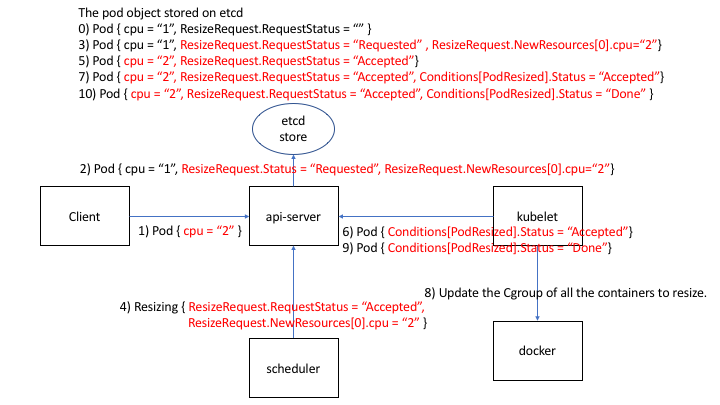 The pod object stored on etcd
0) Pod { cpu = “1”, ResizeRequest.RequestStatus = “” }
3) Pod { cpu = “1”, ResizeRequest.RequestStatus = “Requested” , ResizeRequest.NewResources[0].cpu=“2”}
5) Pod { cpu = “2”, ResizeRequest.RequestStatus = “Accepted”}
7) Pod { cpu = “2”, ResizeRequest.RequestStatus = “Accepted”, Conditions[PodResized].Status = “Accepted”}
10) Pod { cpu = “2”, ResizeRequest.RequestStatus = “Accepted”, Conditions[PodResized].Status = “Done” }
etcd
store
2) Pod { cpu = “1”, ResizeRequest.Status = “Requested”, ResizeRequest.NewResources[0].cpu=“2”}
Client
api-server
kubelet
1) Pod { cpu = “2” }
6) Pod { Conditions[PodResized].Status = “Accepted”}
9) Pod { Conditions[PodResized].Status = “Done”}
8) Update the Cgroup of all the containers to resize.
4) Resizing { ResizeRequest.RequestStatus = “Accepted”,
ResizeRequest.NewResources[0].cpu = “2” }
docker
scheduler